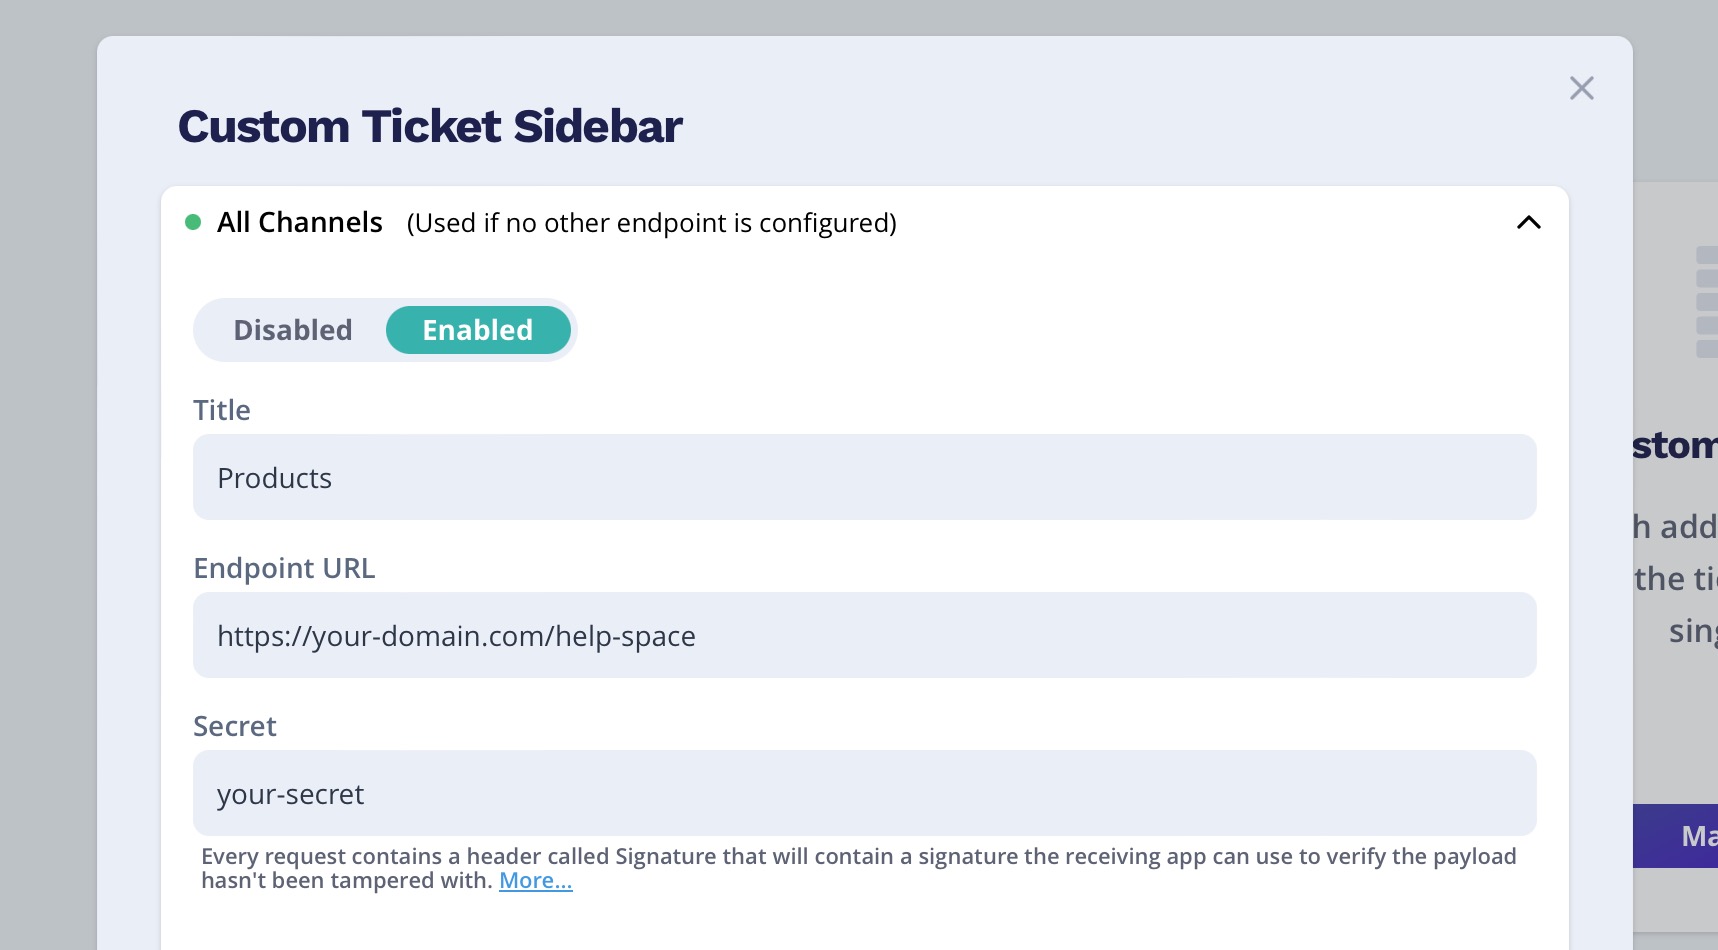 Custom Ticket Sidebar
All Channels (Used if no other endpoint is configured)
Disabled Enabled
Title
Products
Endpoint URL
https://your-domain.com/help-space
Secret
your-secret
Every request contains a header called Signature that will contain a signature the receiving app can use to verify the payload
hasn't been tampered with. More...
stom
h add
the ti
sing
Ma